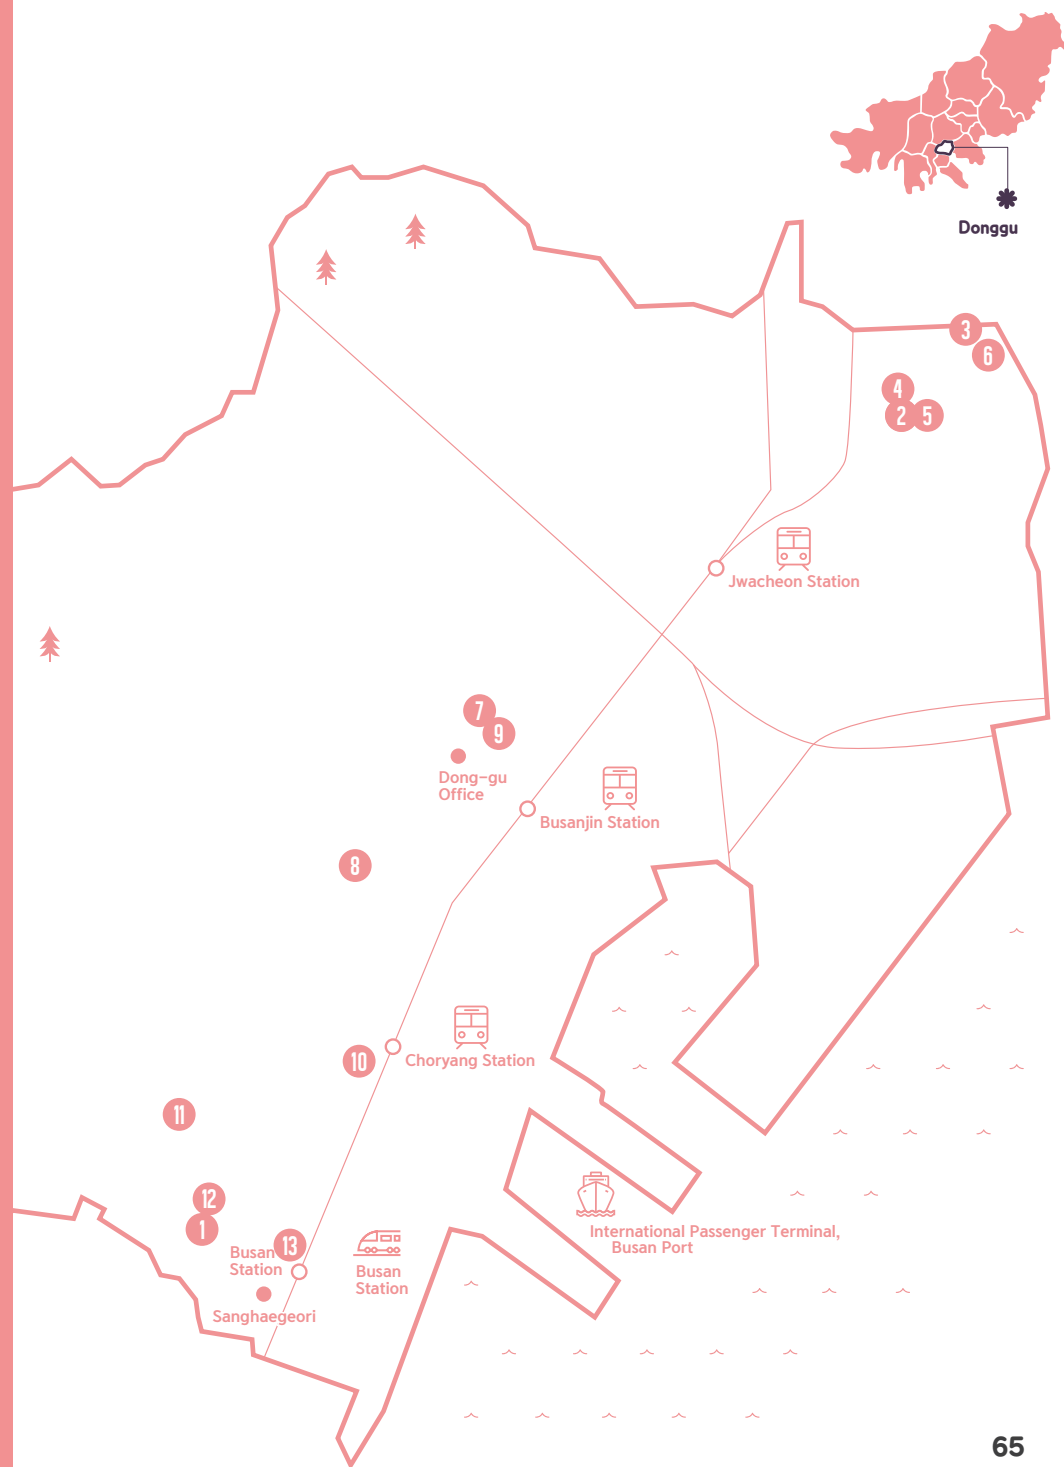 Donggu
3
6
4
2
5
Jwacheon Station
7
9
Dong-gu
Office
Busanjin Station
8
10
Choryang Station
11
12
1
13
Busan
Station
Busan
Station
Sanghaegeori
International Passenger Terminal,
Busan Port
65